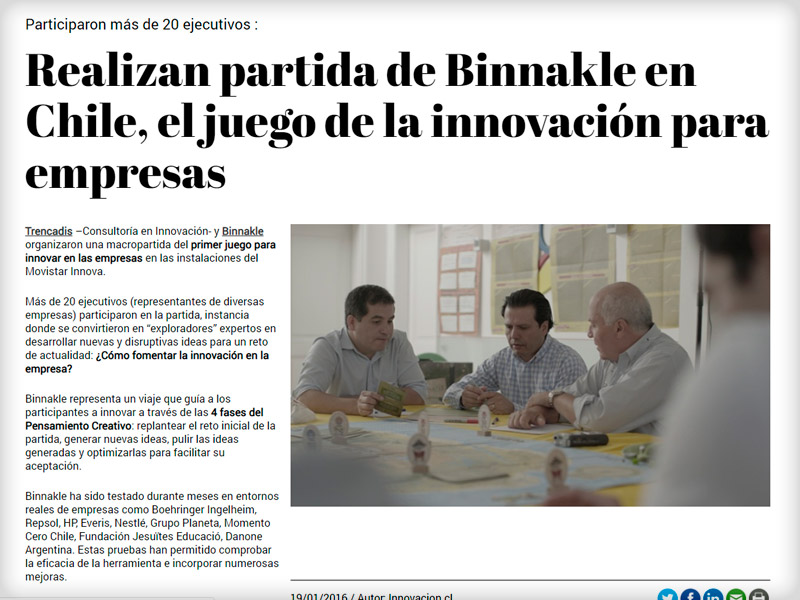 Participaron más de 20 ejecutivos :
Realizan partida de Binnakle en
Chile, el juego de la innovación para
empresas
Trencadis –Consultoría en Innovación- y Binnakle
organizaron una macropartida del primer juego para
innovar en las empresas en las instalaciones del
Movistar Innova.
Más de 20 ejecutivos (representantes de diversas
empresas) participaron en la partida, instancia
donde se convirtieron en “exploradores” expertos en
desarrollar nuevas y disruptivas ideas para un reto
de actualidad: ¿Cómo fomentar la innovación en la
empresa?
Binnakle representa un viaje que guía a los
participantes a innovar a través de las 4 fases del
Pensamiento Creativo: replantear el reto inicial de la
partida, generar nuevas ideas, pulir las ideas
generadas y optimizarlas para facilitar su
aceptación.
Binnakle ha sido testado durante meses en entornos
reales de empresas como Boehringer Ingelheim,
Repsol, HP, Everis, Nestlé, Grupo Planeta, Momento
Cero Chile, Fundación Jesuïtes Educació, Danone
Argentina. Estas pruebas han permitido comprobar
la eficacia de la herramienta e incorporar numerosas
mejoras.
19/01/2016 / Autor: Innovacion.cl